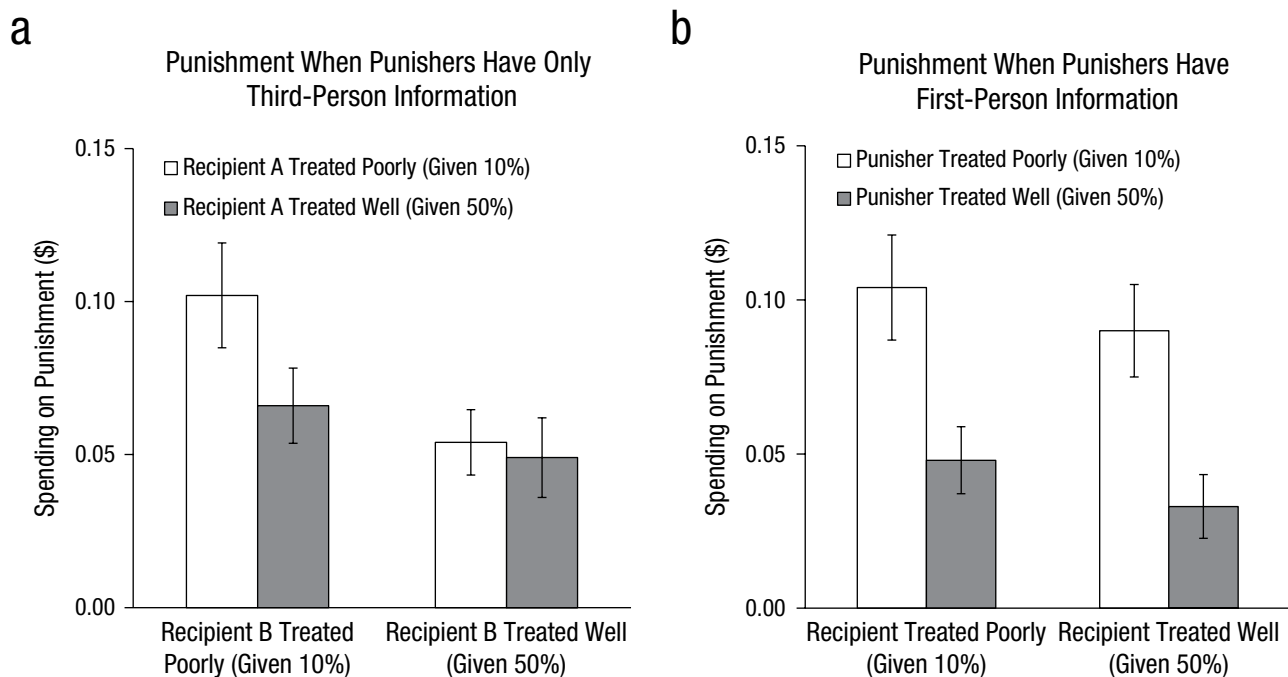 a
Punishment When Punishers Have Only
Third-Person Information
0.15
Recipient A Treated Poorly (Given 10%)
Recipient A Treated Well (Given 50%)
0.10
0.05
0.00
Spending on Punishment ($)
Recipient B Treated
Poorly (Given 10%)
Recipient B Treated Well
(Given 50%)
b
Punishment When Punishers Have
First-Person Information
0.15
Punisher Treated Poorly (Given 10%)
Punisher Treated Well (Given 50%)
0.10
0.05
0.00
Spending on Punishment ($)
Recipient Treated Poorly
(Given 10%)
Recipient Treated Well
(Given 50%)